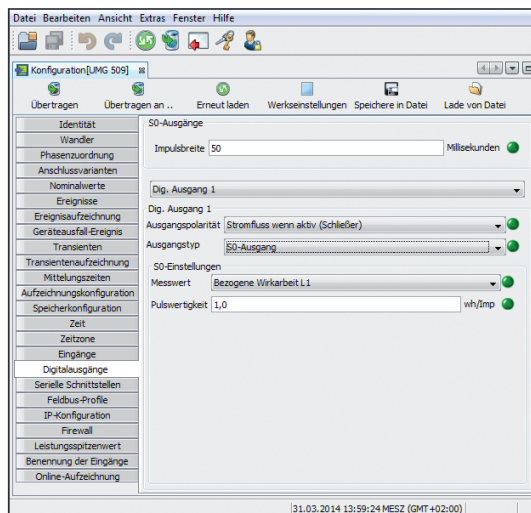 Datei Bearbeiten Ansicht Extras Fenster Hilfe
Konfiguration[UMG 509]
Übertragen Übertragen an .. Erneut laden Werkseinstellungen Speichere in Datei Lade von Datei
Identität
Wandler
Phasenzuordnung
Anschlussvarianten
Nominalwerte
Ereignisse
Ereignisaufzeichnung
Geräteausfall-Ereignis
Transienten
Transientenaufzeichnung
Mittelungszeiten
Aufzeichnungskonfiguration
Speicherkonfiguration
Zeit
Zeitzone
Eingänge
Digitalausgänge
Serielle Schnittstellen
Feldbus-Profile
IP-Konfiguration
Firewall
Leistungsspitzenwert
Benennung der Eingänge
Online-Aufzeichnung
S0-Ausgänge
Impulsbreite 50 Millisekunden
Dig. Ausgang 1
Dig. Ausgang 1
Ausgangspolarität Stromfluss wenn aktiv (Schließer)
Ausgangstyp S0-Ausgang
S0-Einstellungen
Messwert Bezogene Wirkarbeit L1
Pulswertigkeit 1,0 wh/Imp
31.03.2014 13:59:24 MESZ (GMT+02:00)